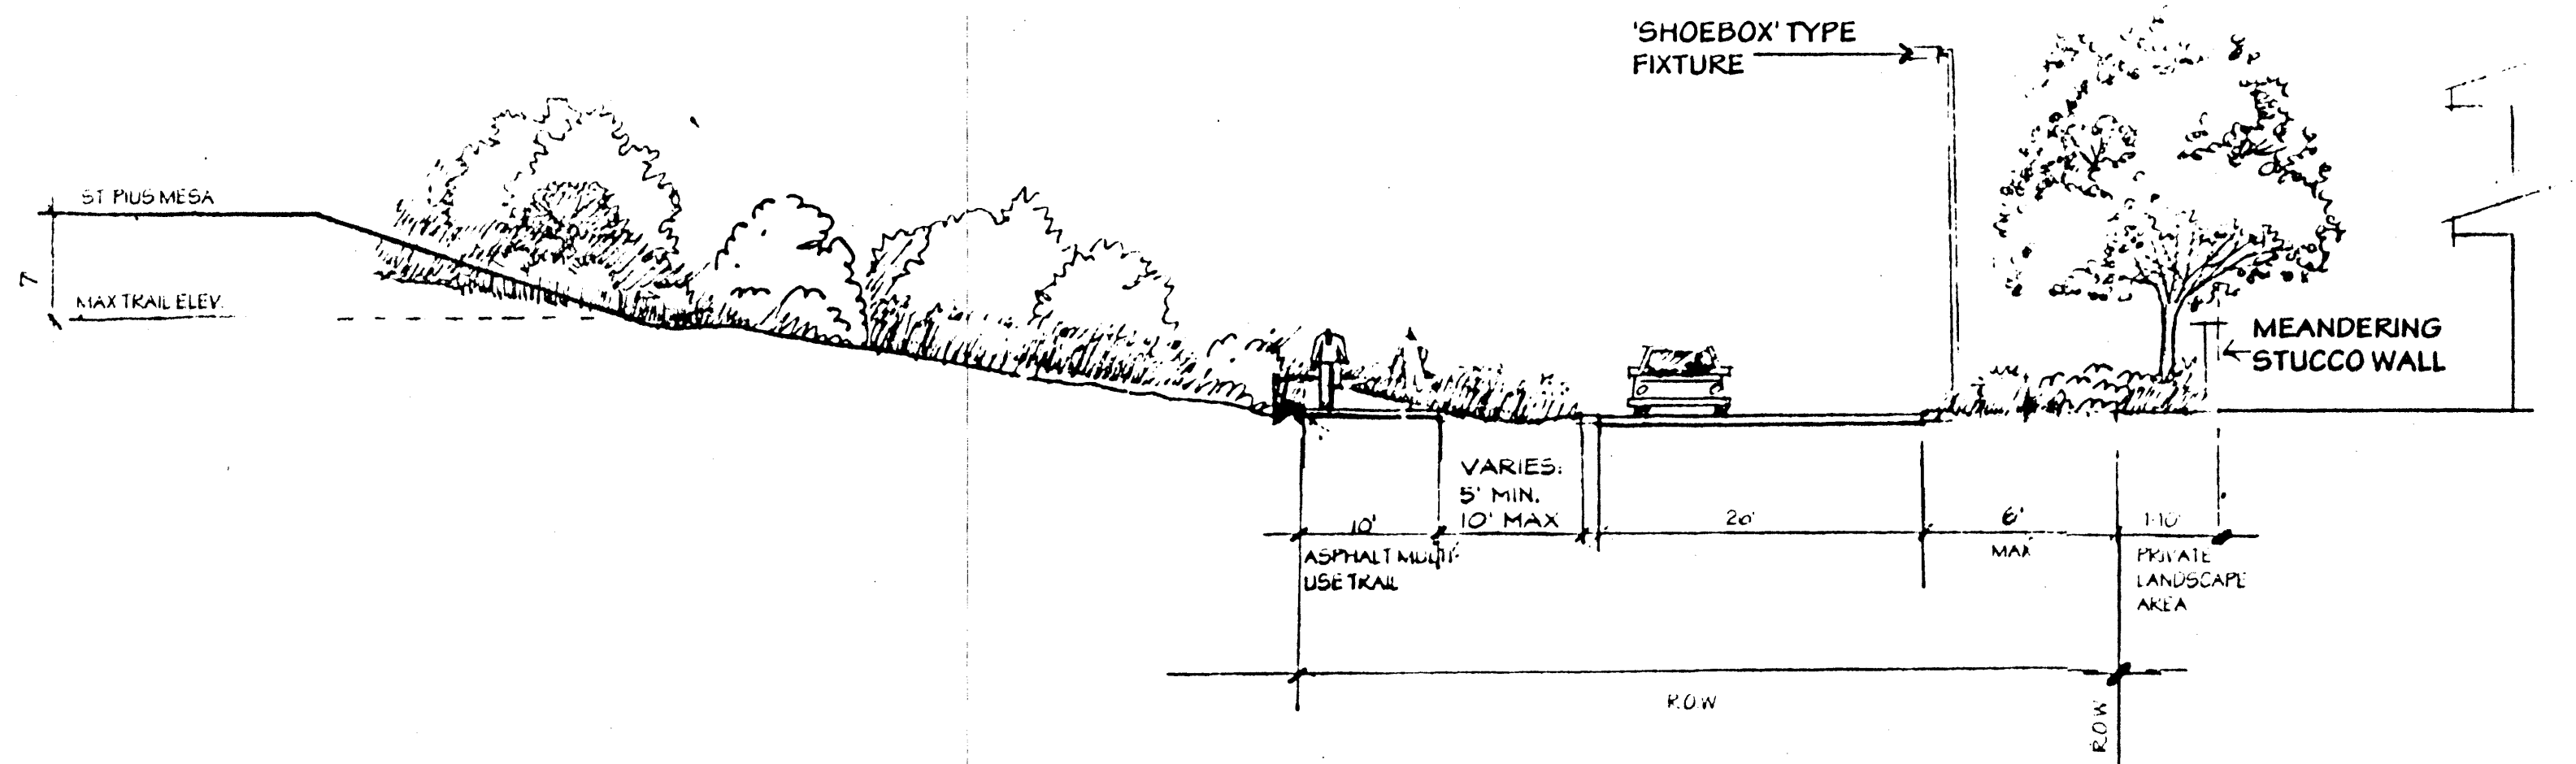 'SHOEBOX' TYPE
FIXTURE
ST PIUS MESA
7
MAX TRAIL ELEV.
MEANDERING
STUCCO WALL
VARIES:
5' MIN.
10' MAX
10'
6'
1-10'
ASPHALT MULTI-
USE TRAIL
MAX
PRIVATE
LANDSCAPE
AREA
R.O.W
R.O.W